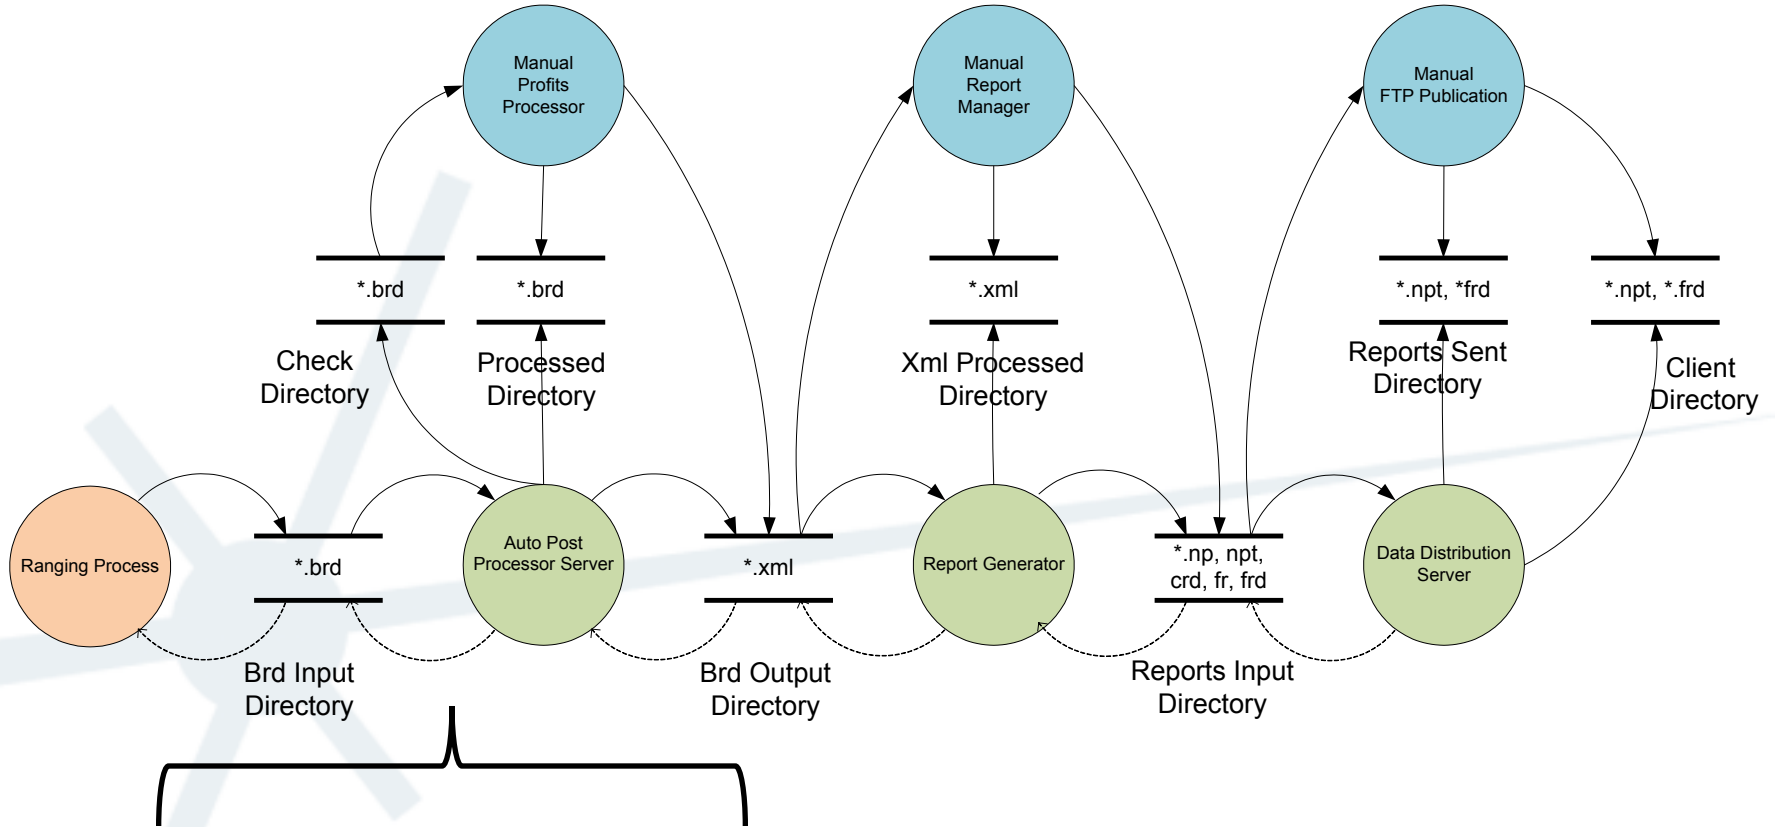 Manual
Profits
Processor
Manual
Report
Manager
Manual
FTP Publication
*.brd
*.brd
*.xml
*.npt, *frd
*.npt, *.frd
Check
Directory
Processed
Directory
Xml Processed
Directory
Reports Sent
Directory
Client
Directory
Ranging Process
*.brd
Auto Post
Processor Server
*.xml
Report Generator
*.np, npt,
crd, fr, frd
Data Distribution
Server
Brd Input
Directory
Brd Output
Directory
Reports Input
Directory